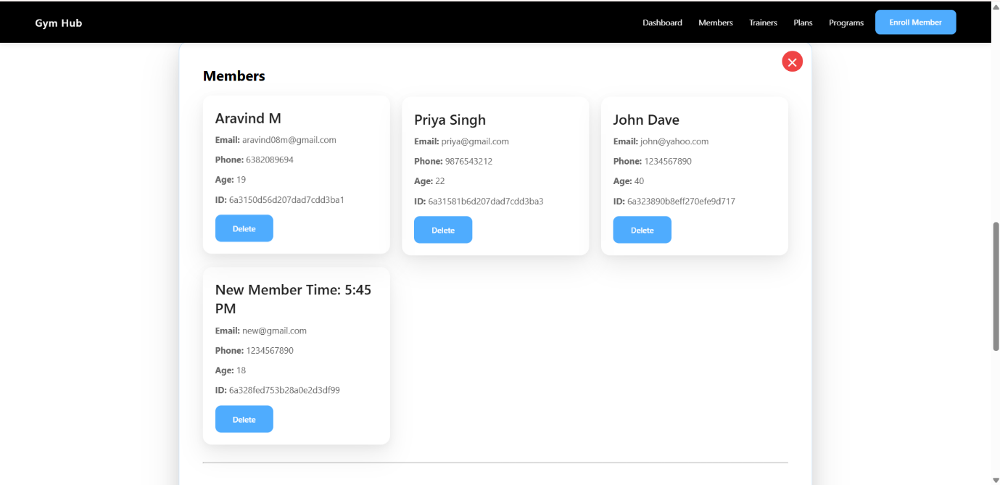 Gym Hub
Dashboard
Members
Trainers
Plans
Programs
Enroll Member
Members
Aravind M
Email: aravind08m@gmail.com
Phone: 6382089694
Age: 19
ID: 6a3150d56d207dad7cdd3ba1
Delete
Priya Singh
Email: priya@gmail.com
Phone: 9876543212
Age: 22
ID: 6a31581b6d207dad7cdd3ba3
Delete
John Dave
Email: john@yahoo.com
Phone: 1234567890
Age: 40
ID: 6a323890b8eff270efe9d717
Delete
New Member Time: 5:45
PM
Email: new@gmail.com
Phone: 1234567890
Age: 18
ID: 6a328fed753b28a0e2d3df99
Delete